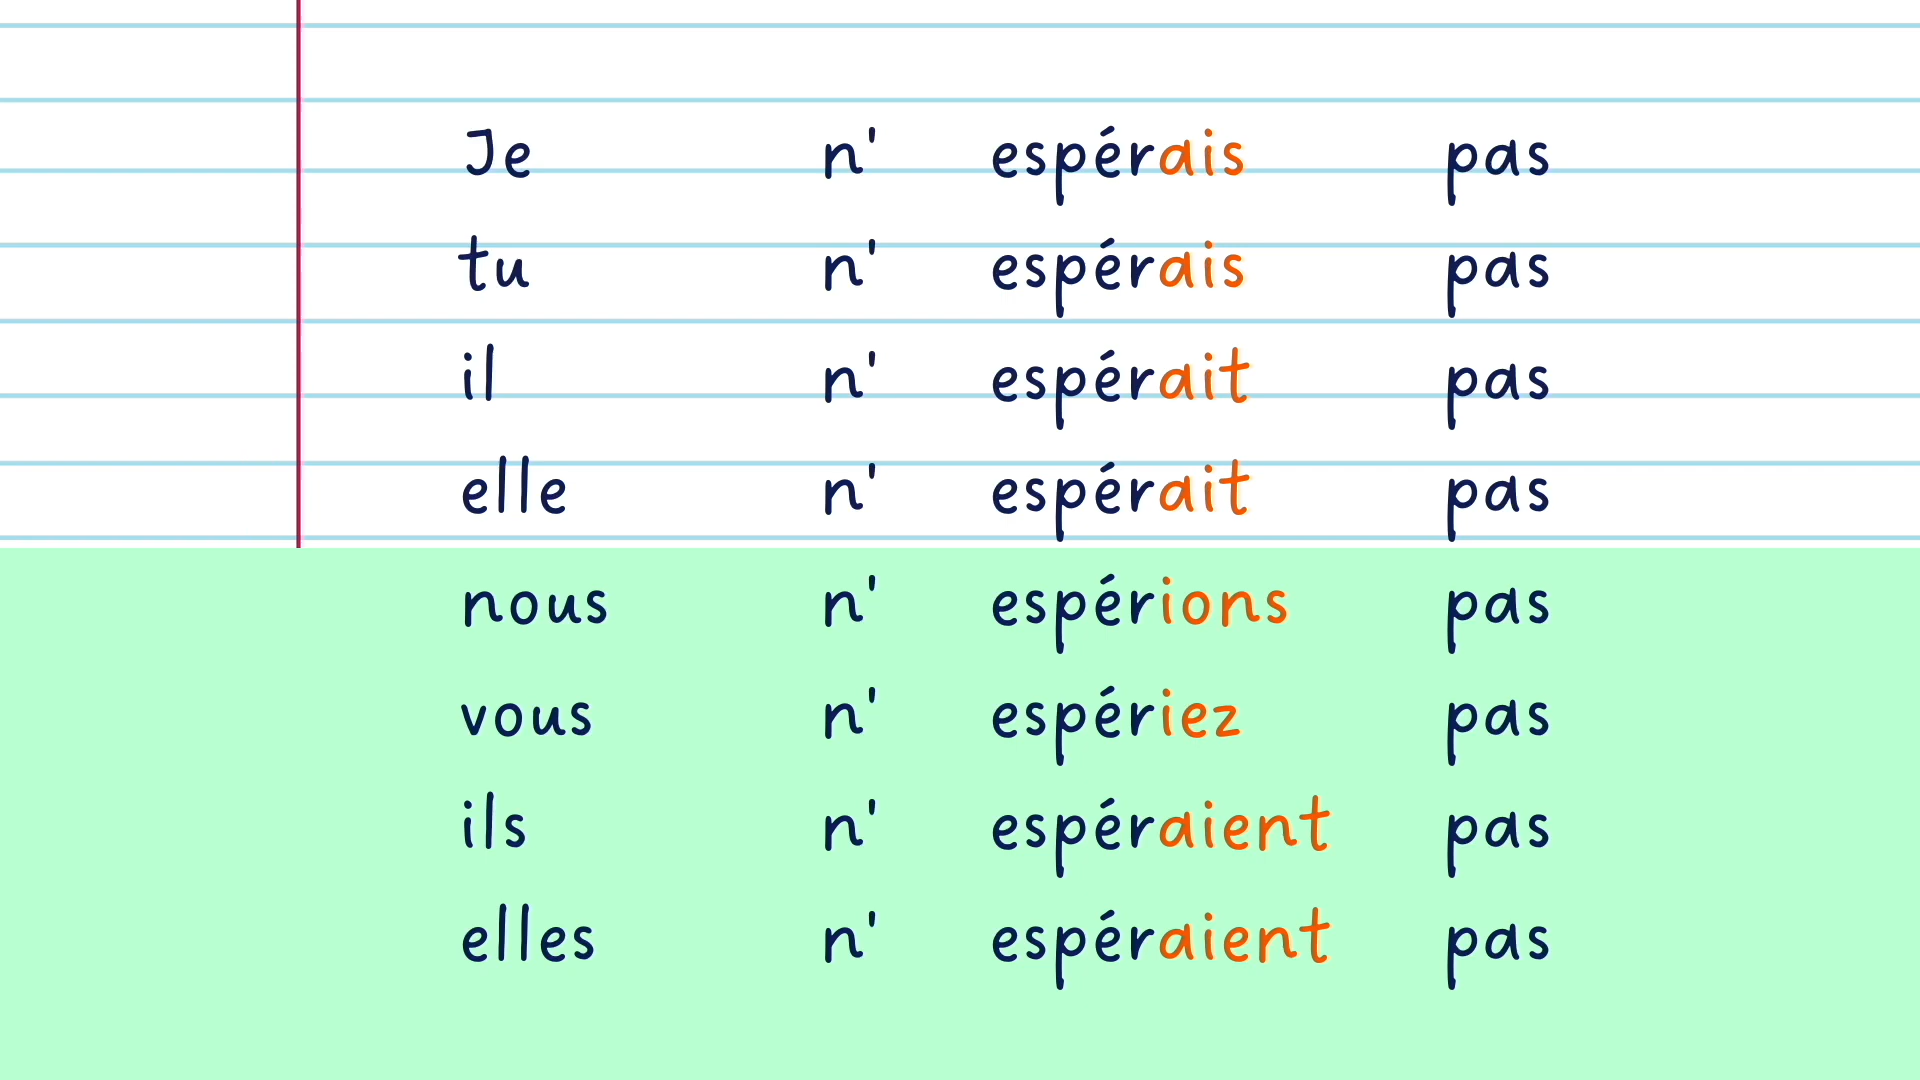 Je n' espérais pas
tu n' espérais pas
il n' espérait pas
elle n' espérait pas
nous n' espérions pas
vous n' espériez pas
ils n' espéraient pas
elles n' espéraient pas